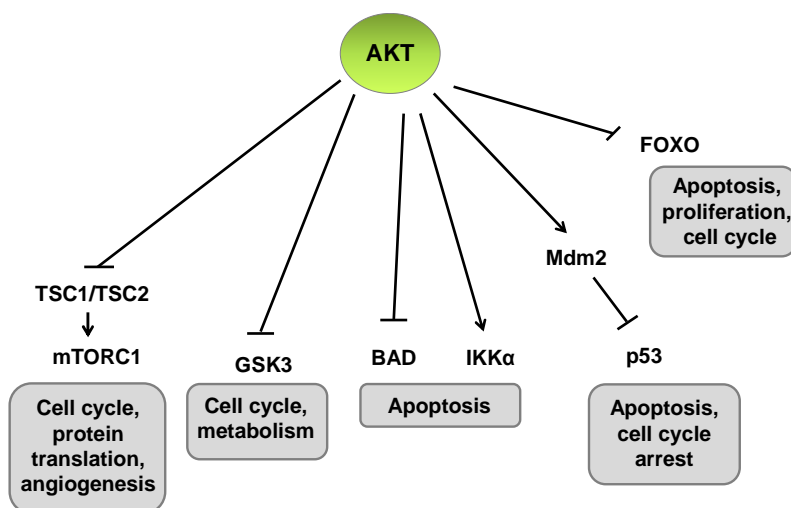 AKT
FOXO
Apoptosis,
proliferation,
cell cycle
Mdm2
TSC1/TSC2
mTORC1
GSK3
BAD
IKKα
p53
Cell cycle,
protein
translation,
angiogenesis
Cell cycle,
metabolism
Apoptosis
Apoptosis,
cell cycle
arrest